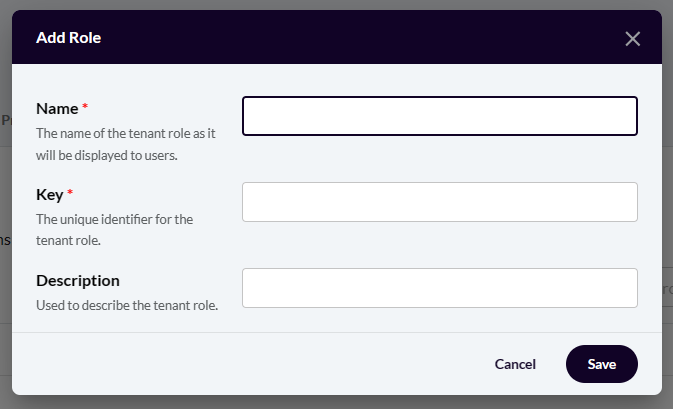 Add Role
Name *
The name of the tenant role as it
will be displayed to users.
Key *
The unique identifier for the
tenant role.
Description
Used to describe the tenant role.
Cancel
Save